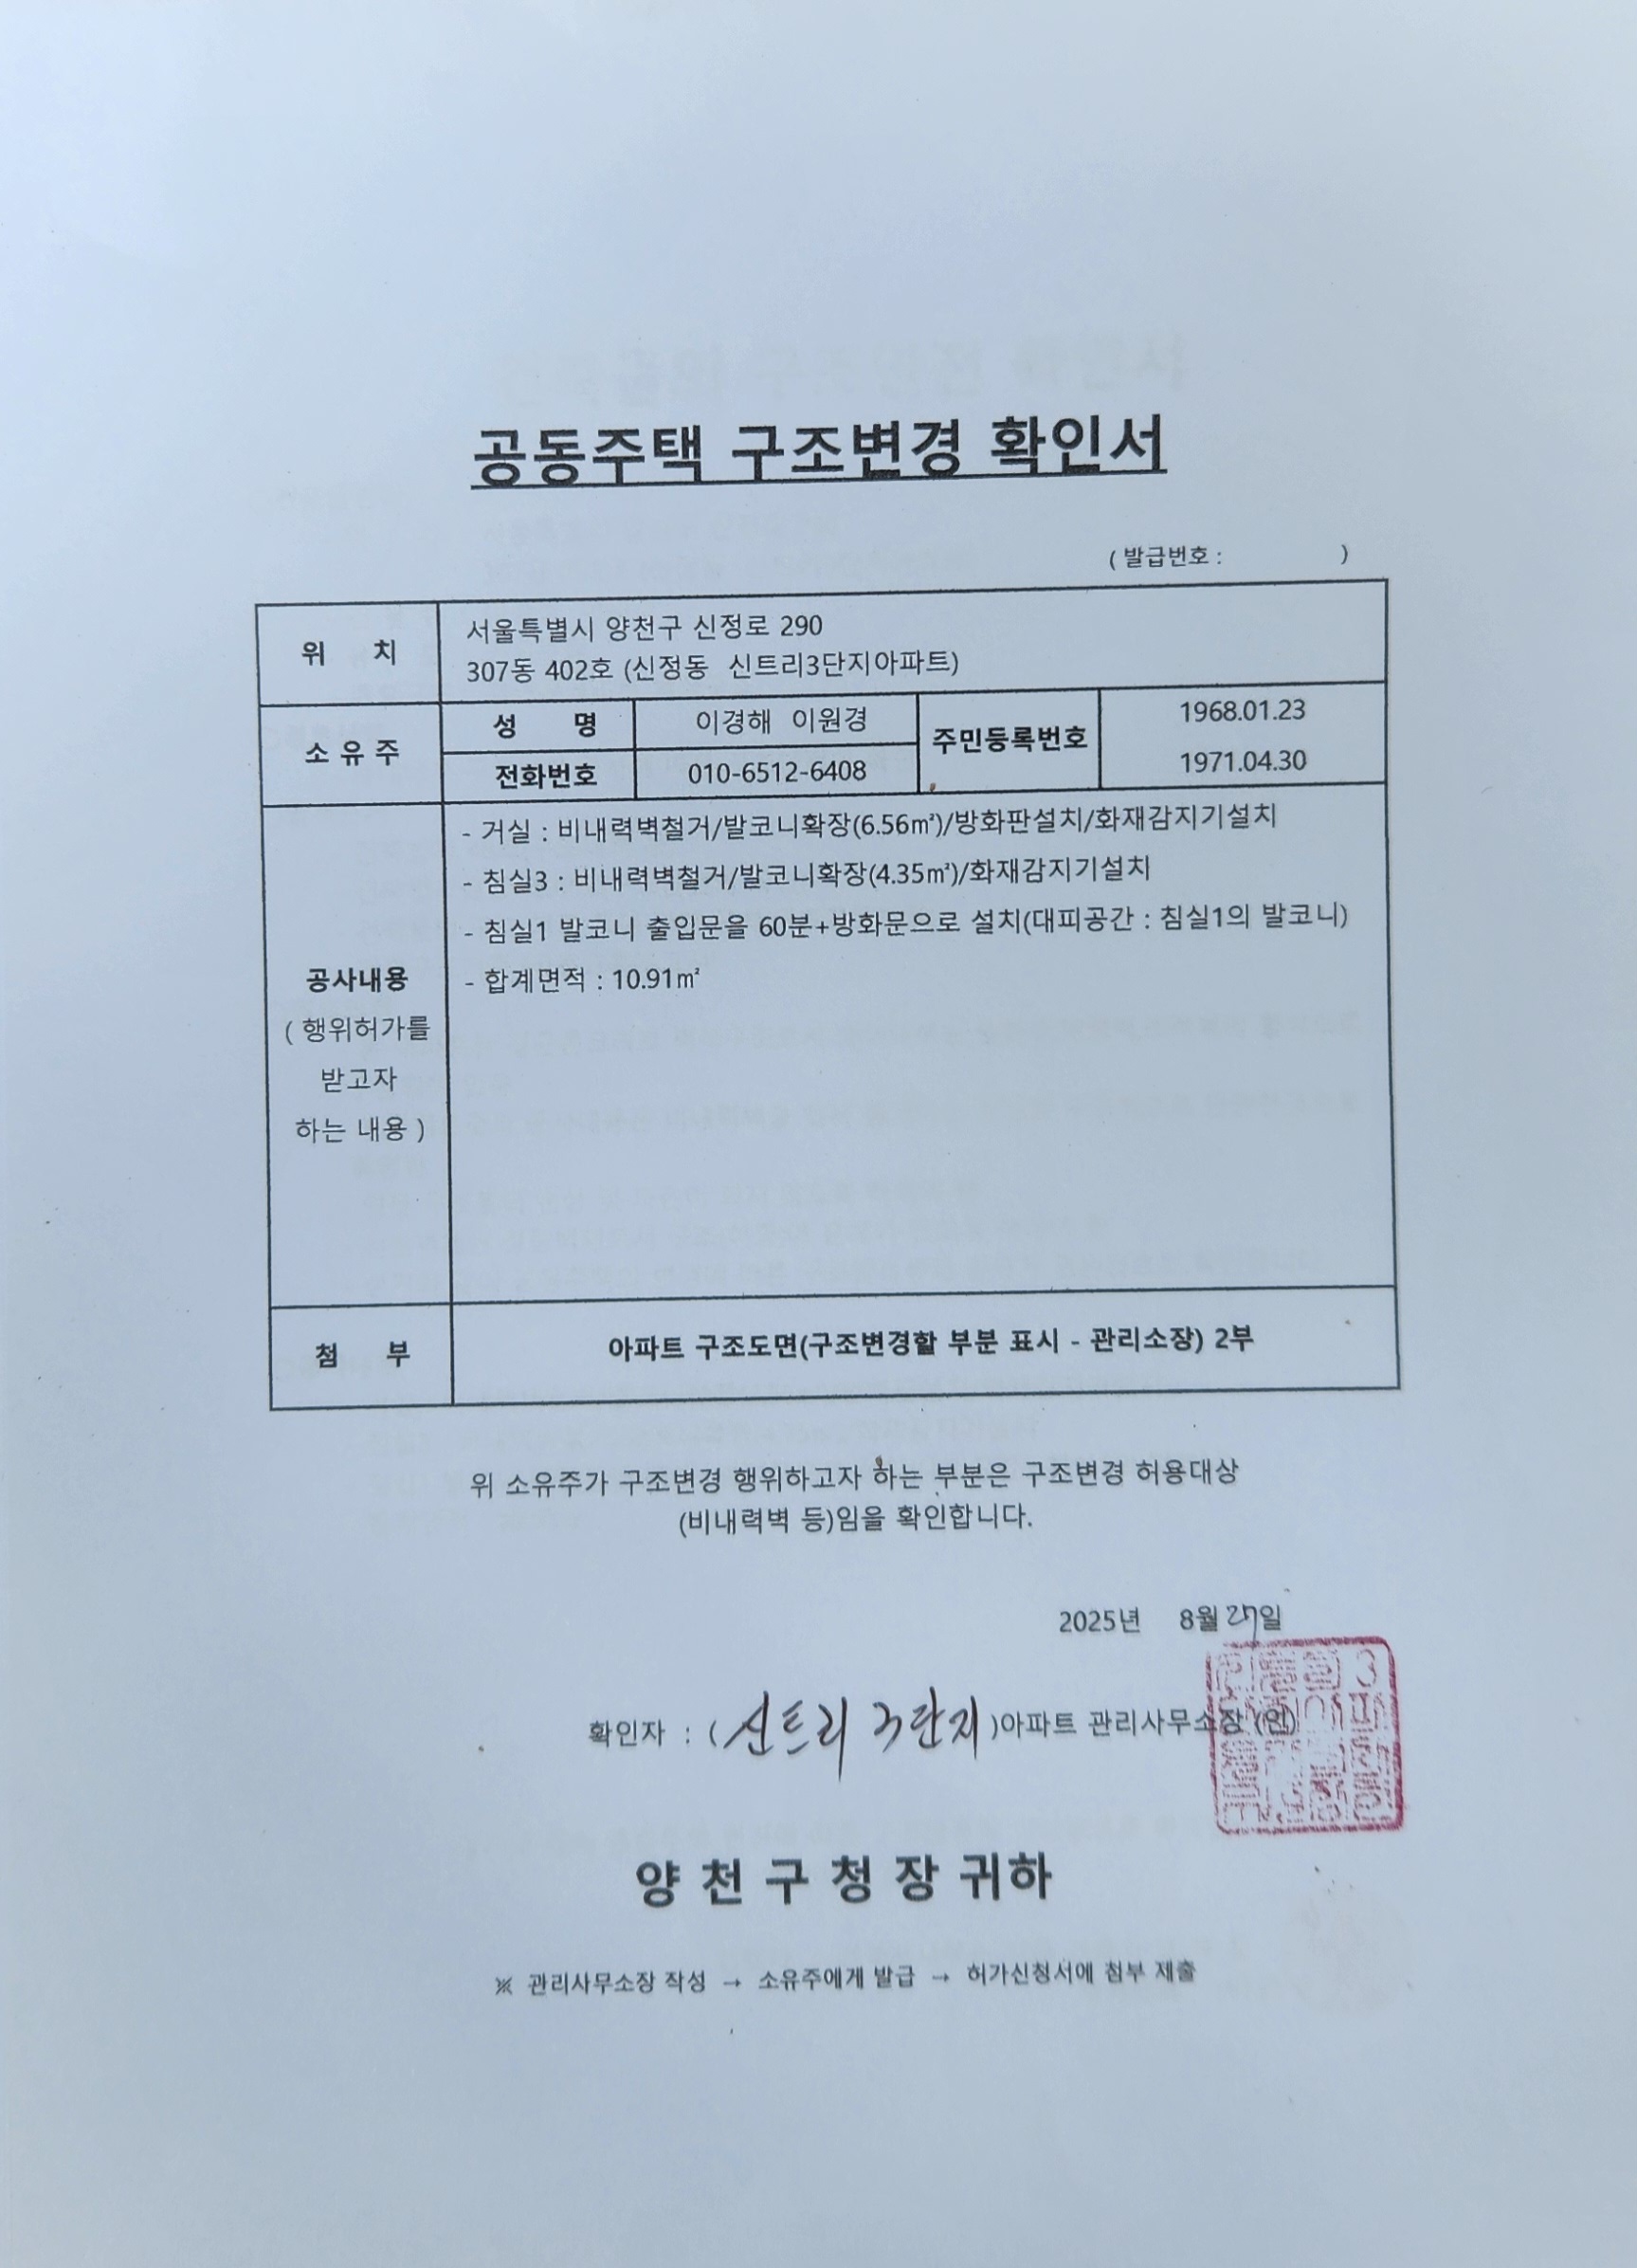 공동주택 구조변경 확인서
( 발급번호 : )
위 치
서울특별시 양천구 신정로 290
307동 402호 (신정동 신트리3단지아파트)
소 유 주
성 명
이경해 이원경
주민등록번호
1968.01.23
1971.04.30
전화번호
010-6512-6408
공사내용
( 행위허가를
받고자
하는 내용 )
- 거실 : 비내력벽철거/발코니확장(6.56㎡)/방화판설치/화재감지기설치
- 침실3 : 비내력벽철거/발코니확장(4.35㎡)/화재감지기설치
- 침실1 발코니 출입문을 60분+방화문으로 설치(대피공간 : 침실1의 발코니)
- 합계면적 : 10.91㎡
첨 부
아파트 구조도면(구조변경할 부분 표시 - 관리소장) 2부
위 소유주가 구조변경 행위하고자 하는 부분은 구조변경 허용대상
(비내력벽 등)임을 확인합니다.
2025년 8월 27일
확인자 : ( 신트리 3단지 )아파트 관리사무소장 (인)
양 천 구 청 장 귀하
※ 관리사무소장 작성 → 소유주에게 발급 → 허가신청서에 첨부 제출